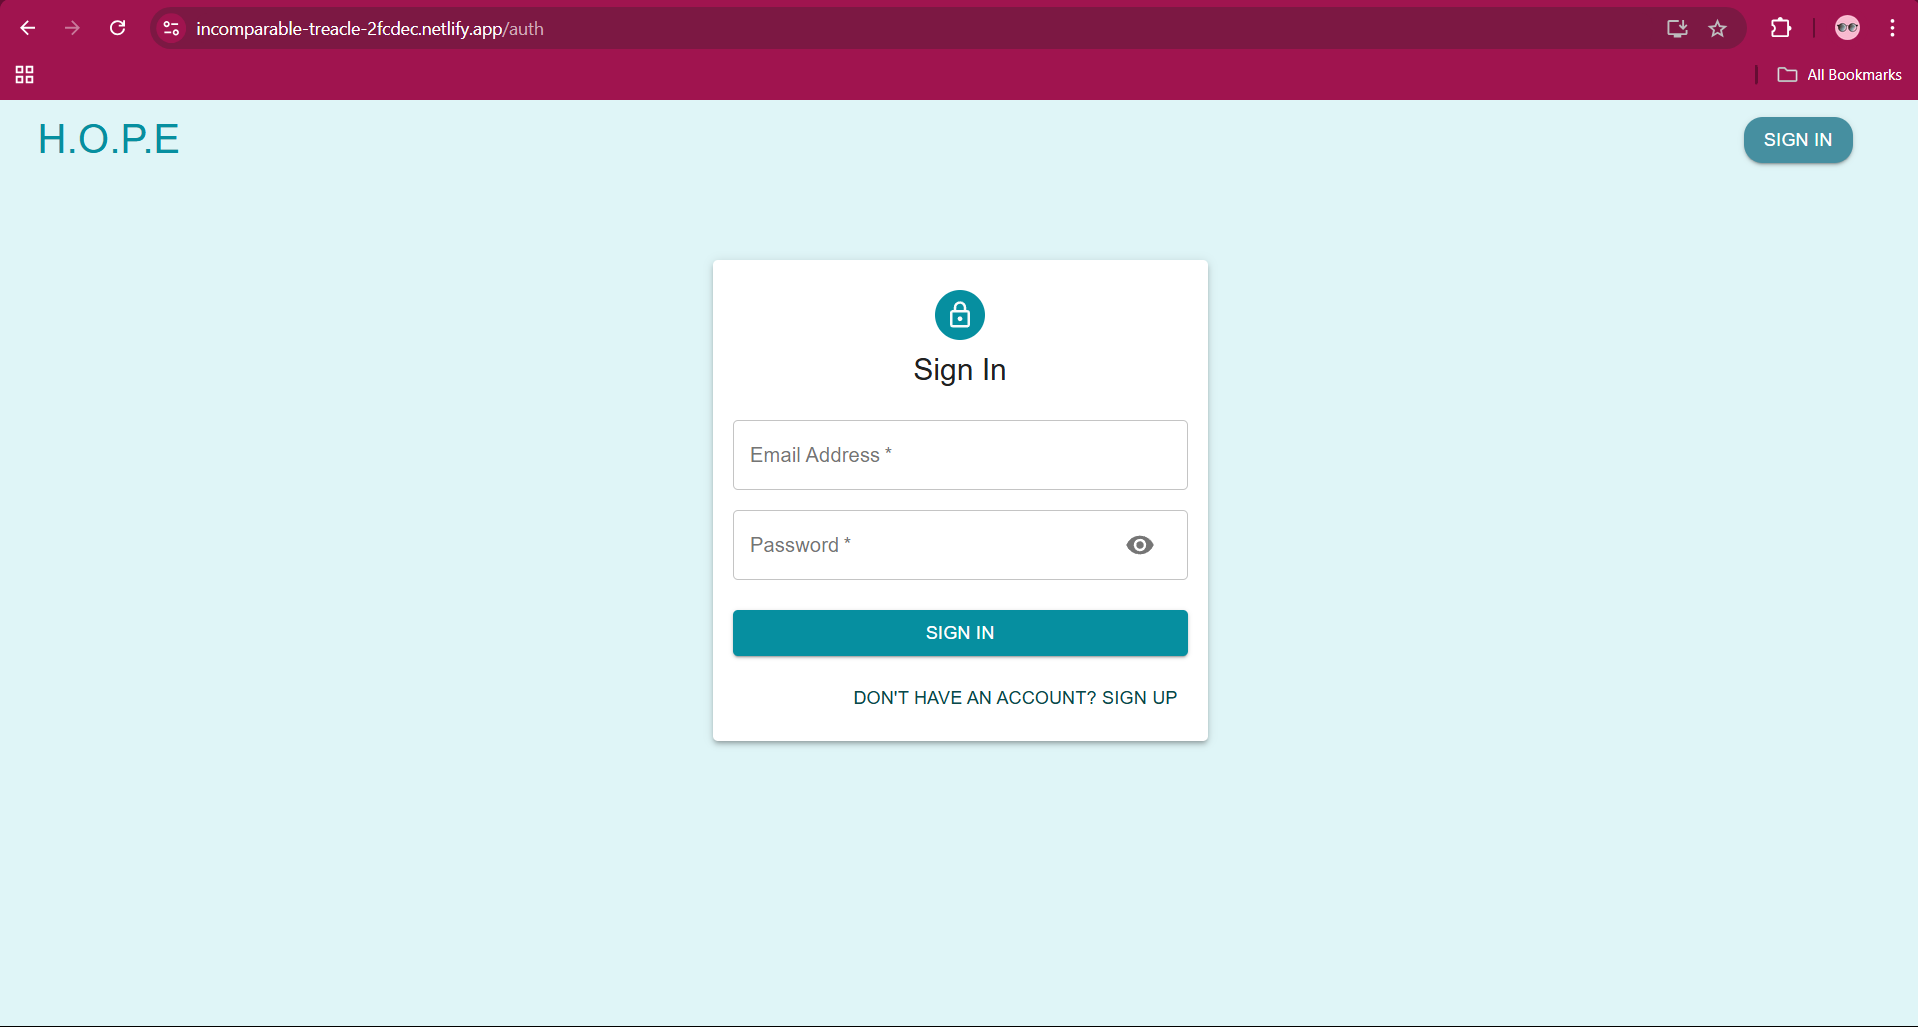 incomparable-treacle-2fcdec.netlify.app/auth
All Bookmarks
H.O.P.E
SIGN IN
Sign In
Email Address *
Password *
SIGN IN
DON'T HAVE AN ACCOUNT? SIGN UP